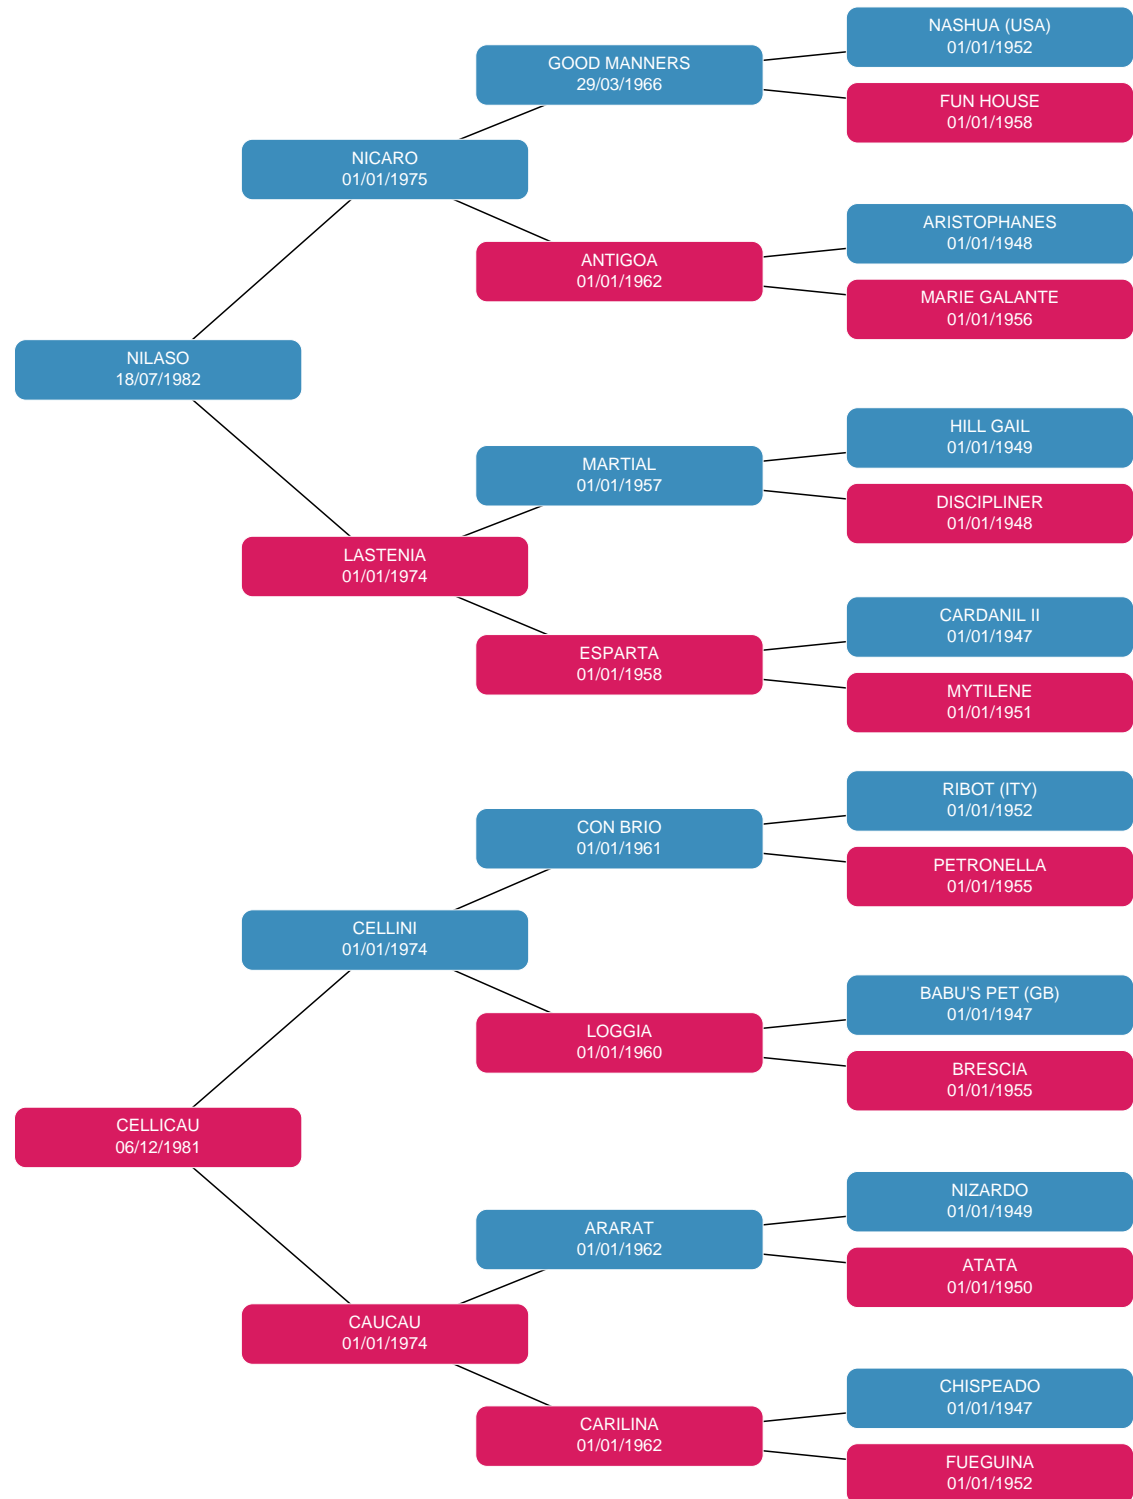 NASHUA (USA)
01/01/1952
GOOD MANNERS
29/03/1966
FUN HOUSE
01/01/1958
NICARO
01/01/1975
ARISTOPHANES
01/01/1948
ANTIGOA
01/01/1962
MARIE GALANTE
01/01/1956
NILASO
18/07/1982
HILL GAIL
01/01/1949
MARTIAL
01/01/1957
DISCIPLINER
01/01/1948
LASTENIA
01/01/1974
CARDANIL II
01/01/1947
ESPARTA
01/01/1958
MYTILENE
01/01/1951
RIBOT (ITY)
01/01/1952
CON BRIO
01/01/1961
PETRONELLA
01/01/1955
CELLINI
01/01/1974
BABU'S PET (GB)
01/01/1947
LOGGIA
01/01/1960
BRESCIA
01/01/1955
CELLICAU
06/12/1981
NIZARDO
01/01/1949
ARARAT
01/01/1962
ATATA
01/01/1950
CAUCAU
01/01/1974
CHISPEADO
01/01/1947
CARILINA
01/01/1962
FUEGUINA
01/01/1952